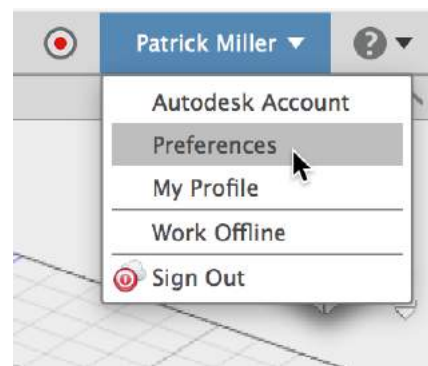 Patrick Miller
Autodesk Account
Preferences
My Profile
Work Offline
Sign Out